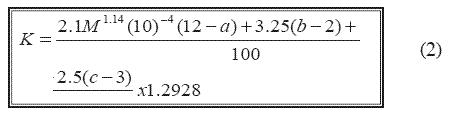 K = 2.1M^1.14 (10)^-4 (12 - a) + 3.25(b - 2) +
100
2.5(c - 3) x1.2928
(2)